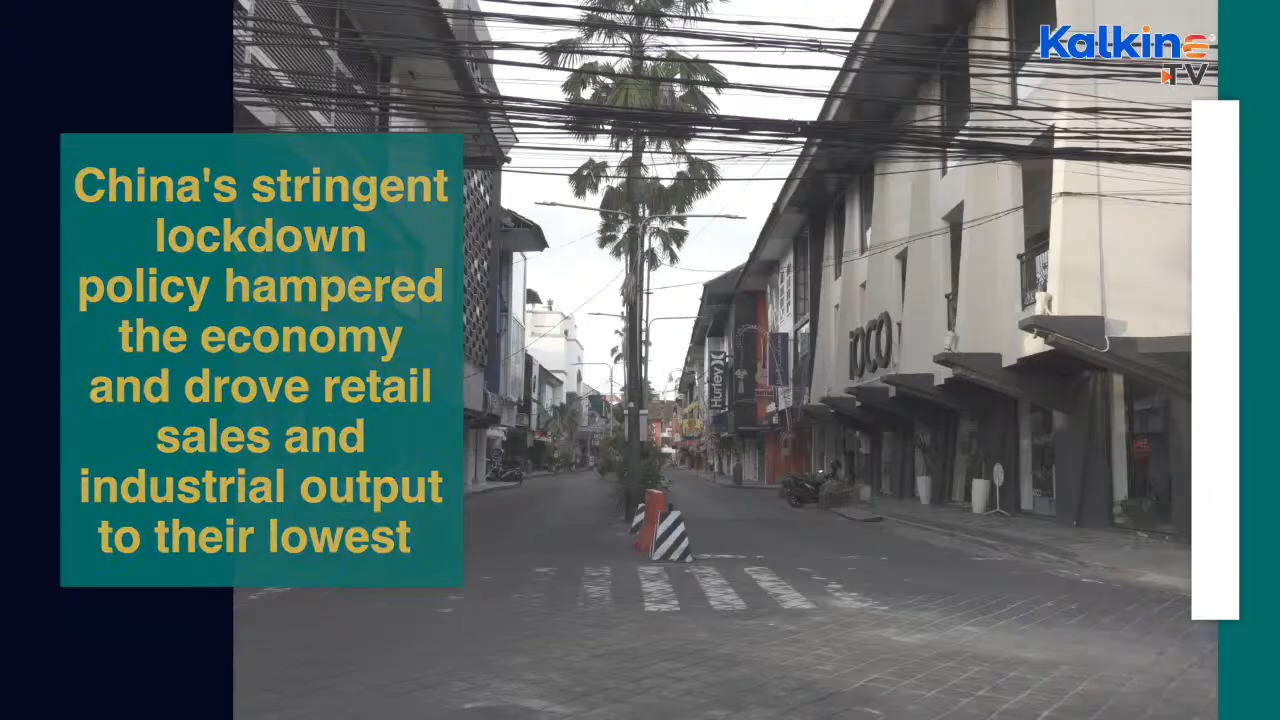 Kalkine
TV
China's stringent
lockdown
policy hampered
the economy
and drove retail
sales and
industrial output
to their lowest
Hurley